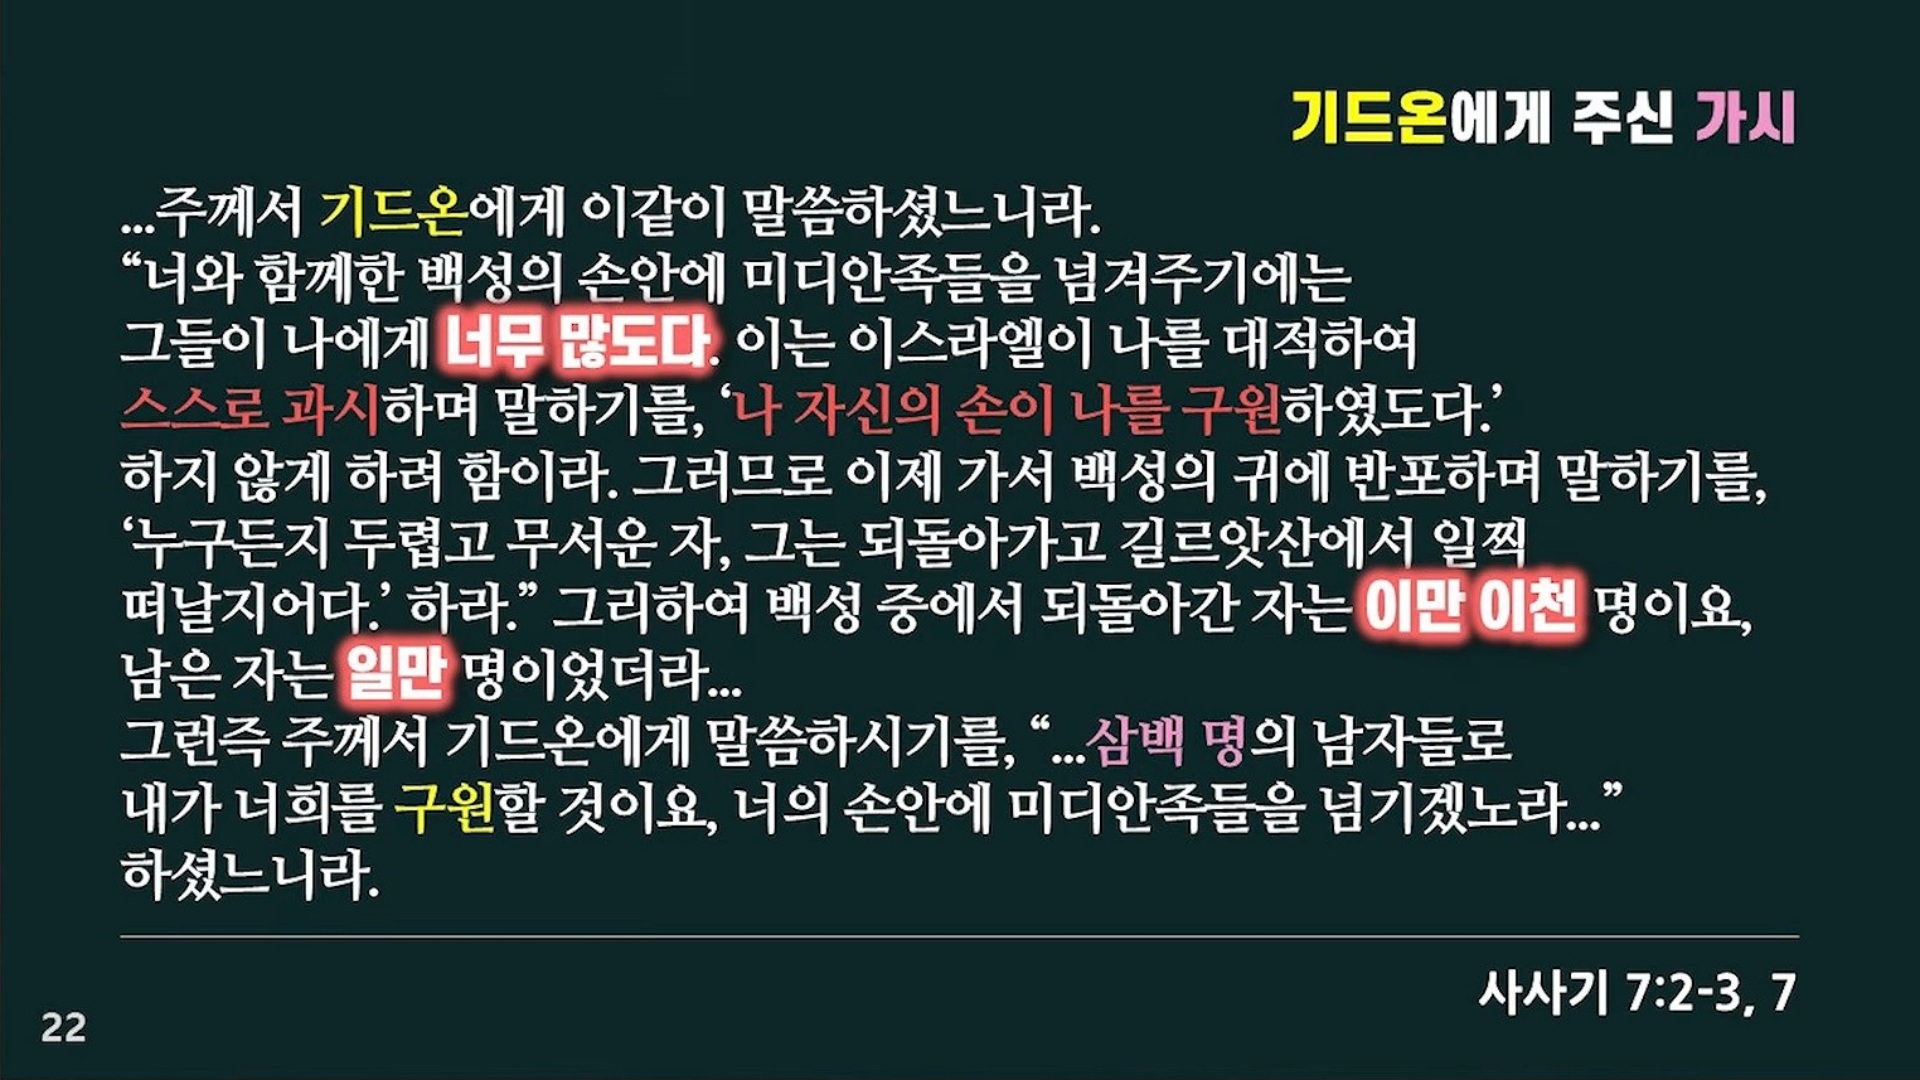 기드온에게 주신 가시
...주께서 기드온에게 이같이 말씀하셨느니라.
“너와 함께한 백성의 손안에 미디안족들을 넘겨주기에는
그들이 나에게 너무 많도다. 이는 이스라엘이 나를 대적하여
스스로 과시하며 말하기를, ‘나 자신의 손이 나를 구원하였도다.’
하지 않게 하려 함이라. 그러므로 이제 가서 백성의 귀에 반포하며 말하기를,
‘누구든지 두렵고 무서운 자, 그는 되돌아가고 길르앗산에서 일찍
떠날지어다.’ 하라.” 그리하여 백성 중에서 되돌아간 자는 이만 이천 명이요,
남은 자는 일만 명이었더라...
그런즉 주께서 기드온에게 말씀하시기를, “...삼백 명의 남자들로
내가 너희를 구원할 것이요, 너의 손안에 미디안족들을 넘기겠노라...”
하셨느니라.
사사기 7:2-3, 7
22